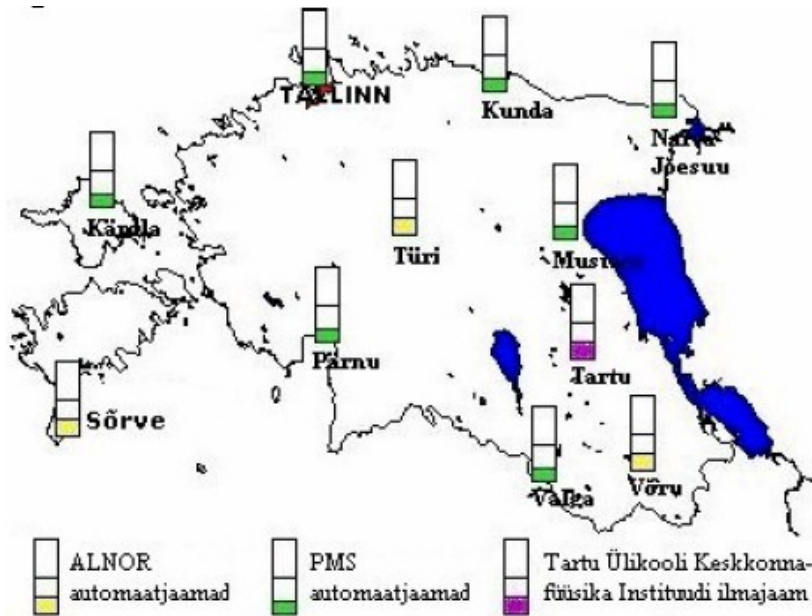 TALLINN
Kunda
Narva
Jõesuu
Kärdla
Türi
Pärnu
Tartu
Sõrve
Valga
Võru
ALNOR
automaatjaamad
PMS
automaatjaamad
Tartu Ülikooli Keskkonna-
füüsika Instituudi ilmajaam